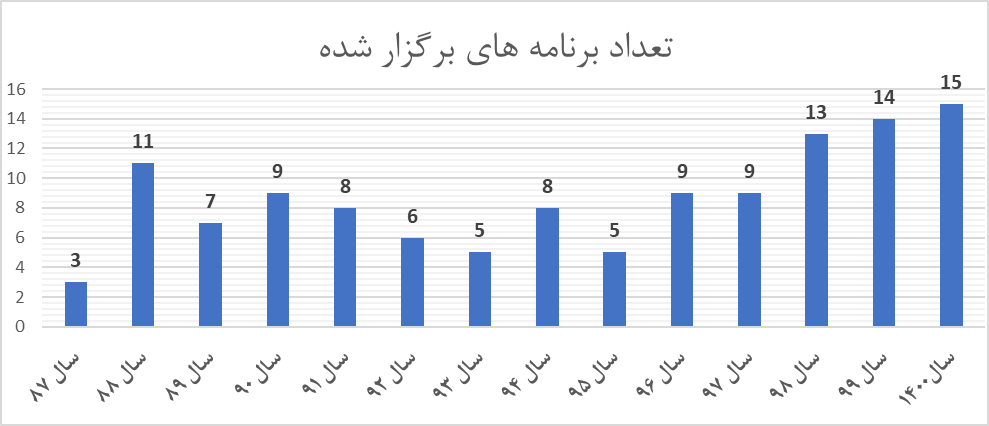 تعداد برنامه های برگزار شده
16
14
12
10
8
6
4
2
0
3
11
7
9
8
6
5
8
5
9
9
13
14
15
سال ۸۷
سال ۸۸
سال ۸۹
سال ۹۰
سال ۹۱
سال ۹۲
سال ۹۳
سال ۹۴
سال ۹۵
سال ۹۶
سال ۹۷
سال ۹۸
سال ۹۹
سال ۱۴۰۰